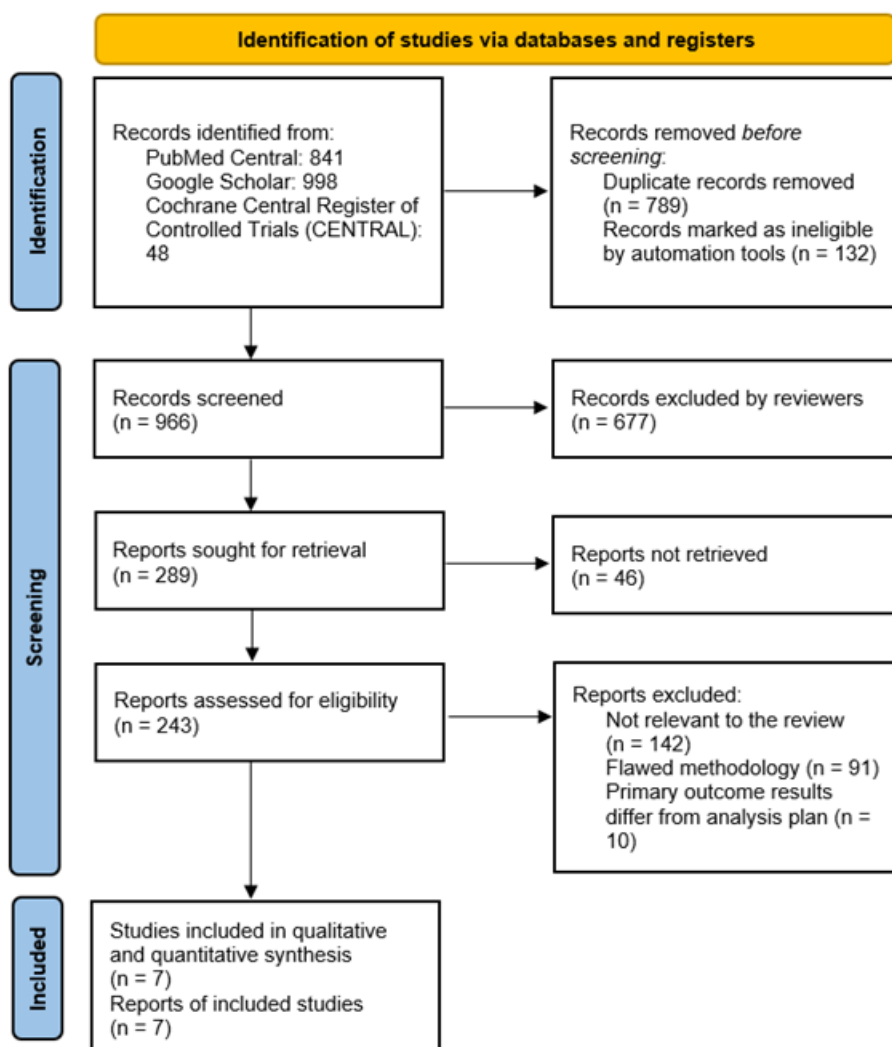 Identification of studies via databases and registers
Identification
Records identified from:
PubMed Central: 841
Google Scholar: 998
Cochrane Central Register of
Controlled Trials (CENTRAL):
48
Records removed before
screening:
Duplicate records removed
(n = 789)
Records marked as ineligible
by automation tools (n = 132)
Screening
Records screened
(n = 966)
Records excluded by reviewers
(n = 677)
Reports sought for retrieval
(n = 289)
Reports not retrieved
(n = 46)
Reports assessed for eligibility
(n = 243)
Reports excluded:
Not relevant to the review
(n = 142)
Flawed methodology (n = 91)
Primary outcome results
differ from analysis plan (n =
10)
Included
Studies included in qualitative
and quantitative synthesis
(n = 7)
Reports of included studies
(n = 7)